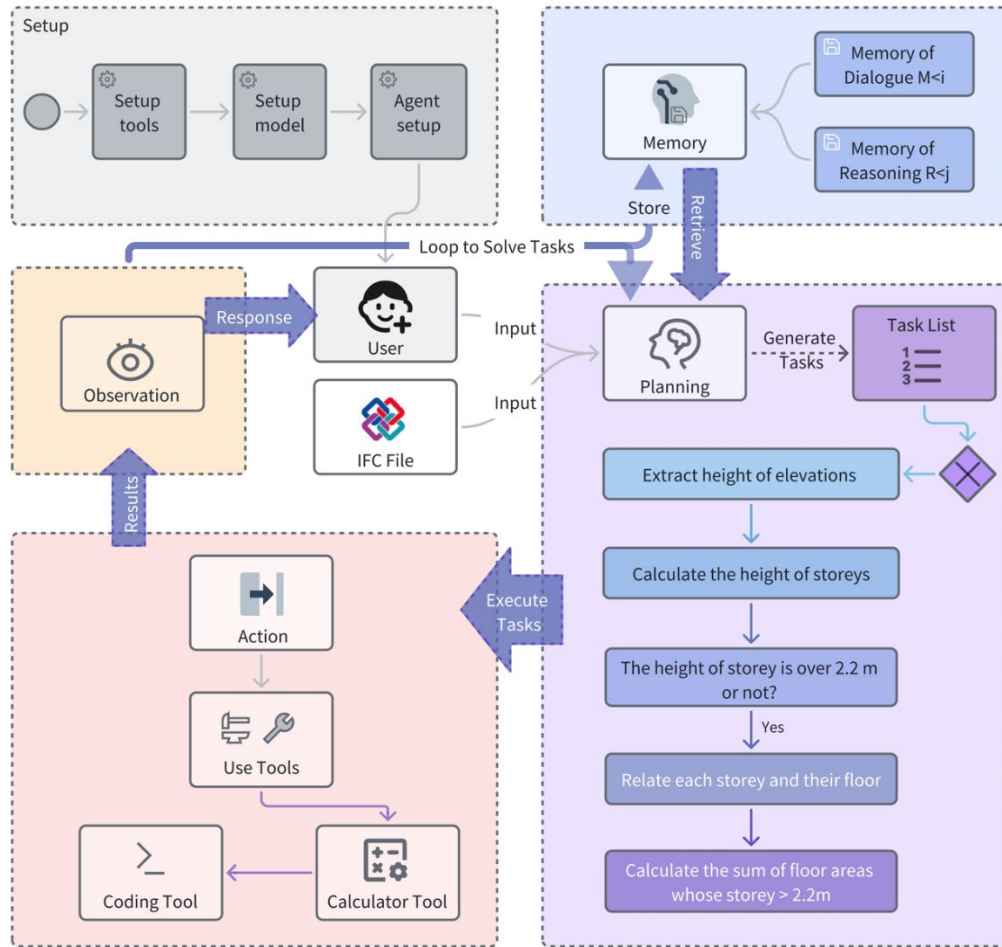 Setup
Setup
tools
Setup
model
Agent
setup
Memory
Memory of
Dialogue M<i
Memory of
Reasoning R<j
Store
Retrieve
Loop to Solve Tasks
Response
Observation
User
IFC File
Input
Input
Planning
Generate
Tasks
Task List
1
2
3
Extract height of elevations
Calculate the height of storeys
The height of storey is over 2.2 m
or not?
Yes
Relate each storey and their floor
Calculate the sum of floor areas
whose storey > 2.2m
Execute
Tasks
Results
Action
Use Tools
Coding Tool
Calculator Tool